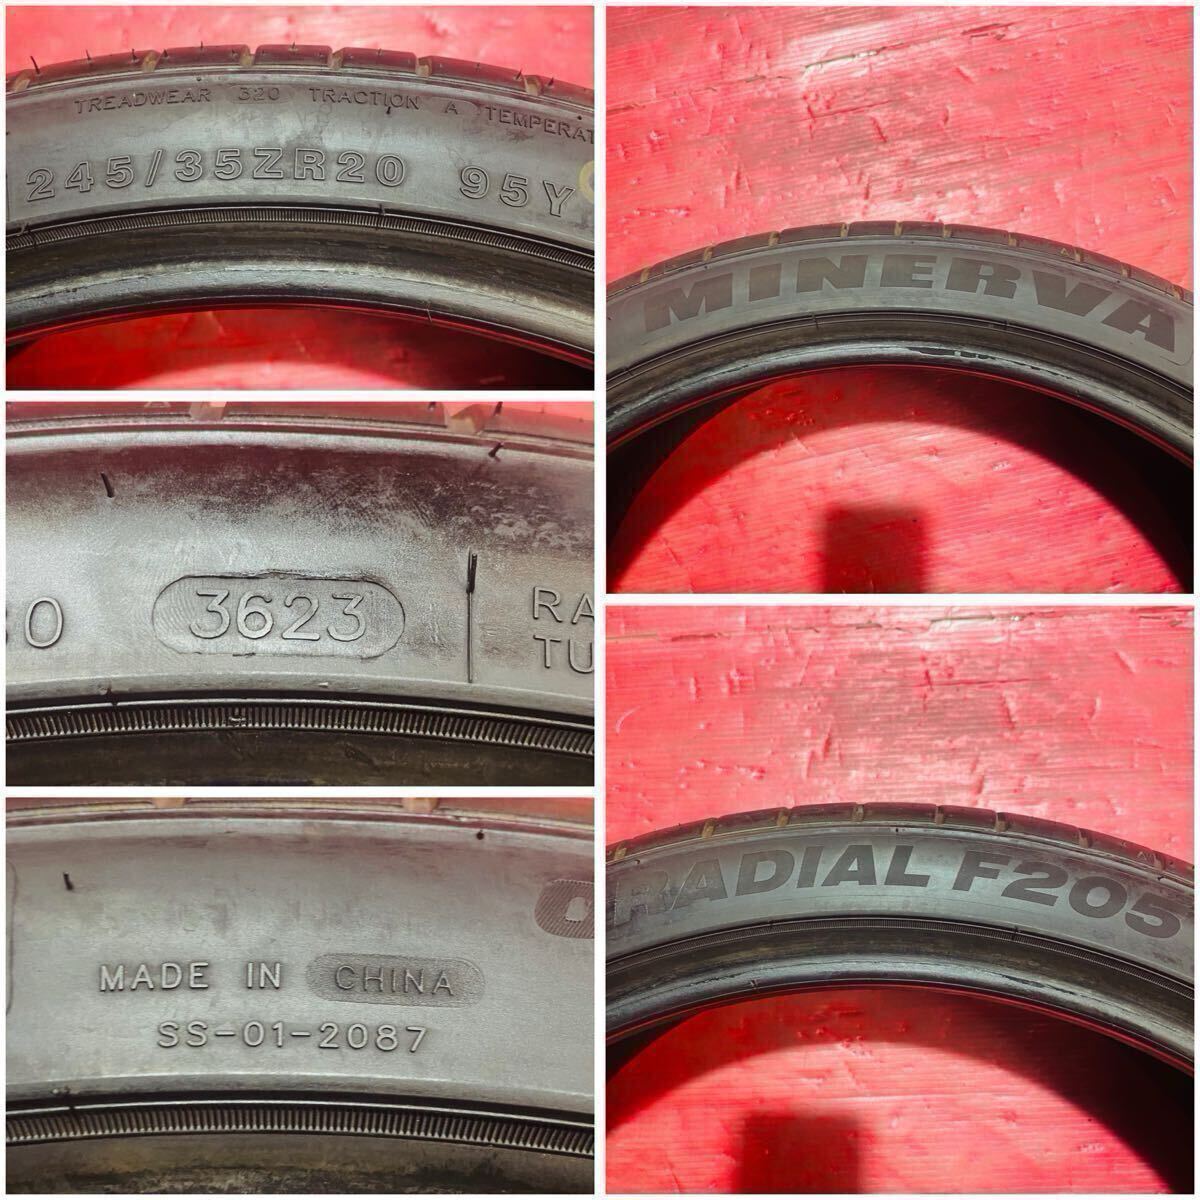 TREADWEAR 320 TRACTION A
245/35ZR20 95Y
MINERVA
3623
MADE IN CHINA
SS-01-2087
RADIAL F205